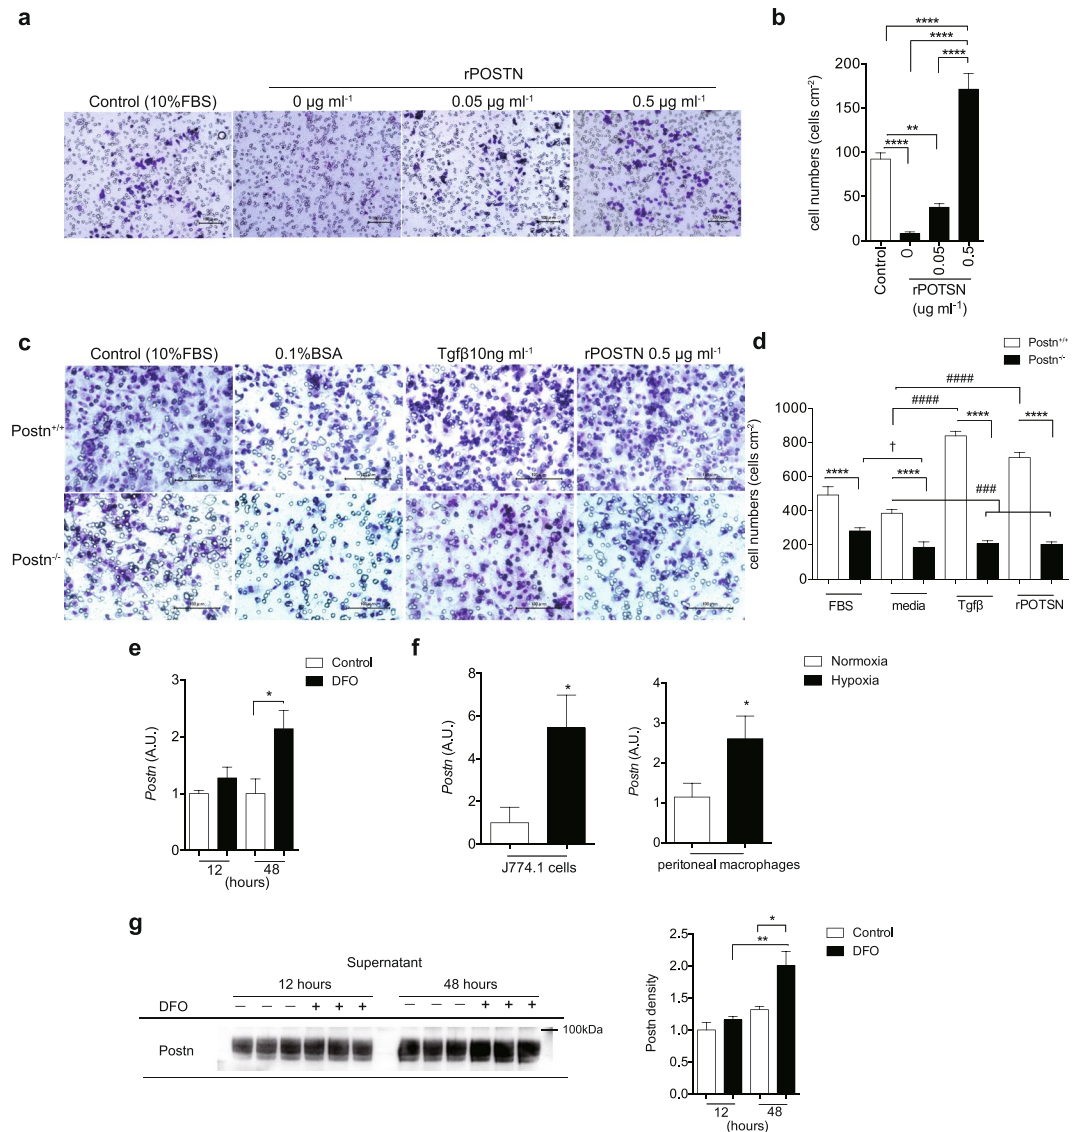 a
rPOSTN
Control (10%FBS)
0 µg ml-1
0.05 µg ml-1
0.5 µg ml-1
b
****
****
****
**
****
cell numbers (cells cm-2)
200
150
100
50
0
Control
0
0.05
0.5
rPOTSN
(ug ml-1)
c
Control (10%FBS)
0.1%BSA
Tgfβ10ng ml-1
rPOSTN 0.5 µg ml-1
Postn+/+
Postn-/-
100 µm
d
Postn+/+
Postn-/-
####
####
****
****
†
****
****
###
cell numbers (cells cm-2)
1000
800
600
400
200
0
FBS
media
Tgfβ
rPOTSN
e
Control
DFO
*
Postn (A.U.)
3
2
1
0
12
48
(hours)
f
Normoxia
Hypoxia
*
Postn (A.U.)
8
6
4
2
0
J774.1 cells
*
Postn (A.U.)
4
3
2
1
0
peritoneal macrophages
g
Supernatant
12 hours
48 hours
DFO
— — — + + +
— — — + + +
100kDa
Postn
Control
DFO
*
**
Postn density
2.5
2.0
1.5
1.0
0.5
0.0
12
48
(hours)